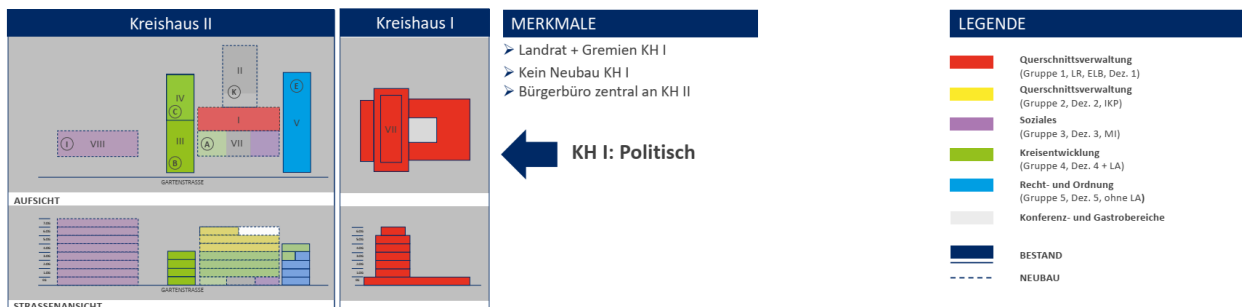 Kreishaus II
Kreishaus I
MERKMALE
LEGENDE
➢ Landrat + Gremien KH I
➢ Kein Neubau KH I
➢ Bürgerbüro zentral an KH II
KH I: Politisch
II
K
E
IV
C
I
V
I
VIII
III
A
VII
B
VII
GARTENSTRASSE
AUFSICHT
GARTENSTRASSE
STRASSENANSICHT
Querschnittsverwaltung
(Gruppe 1, LR, ELB, Dez. 1)
Querschnittsverwaltung
(Gruppe 2, Dez. 2, IKP)
Soziales
(Gruppe 3, Dez. 3, MI)
Kreisentwicklung
(Gruppe 4, Dez. 4 + LA)
Recht- und Ordnung
(Gruppe 5, Dez. 5, ohne LA)
Konferenz- und Gastrobereiche
BESTAND
NEUBAU